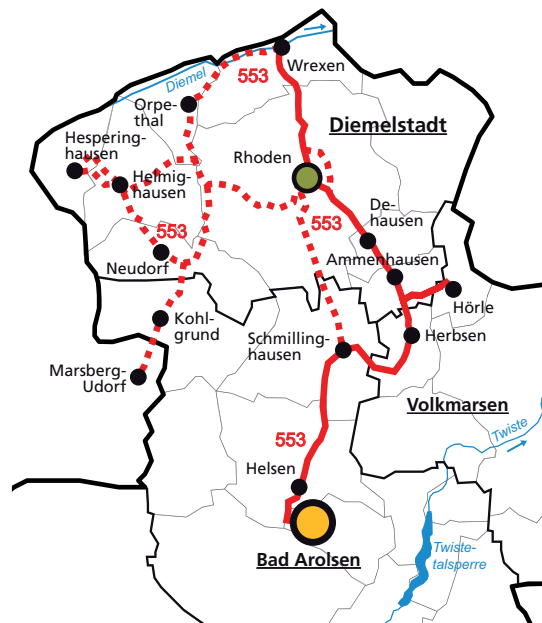 Wrexen
Diemel
553
Orpe-
thal
Diemelstadt
Hespering-
hausen
Rhoden
Helmig-
hausen
De-
hausen
553
553
Neudorf
Ammenhausen
Hörle
Kohl-
grund
Schmilling-
hausen
Herbsen
Marsberg-
Udorf
Volkmarsen
Twiste
553
Helsen
Bad Arolsen
Twiste-
talsperre